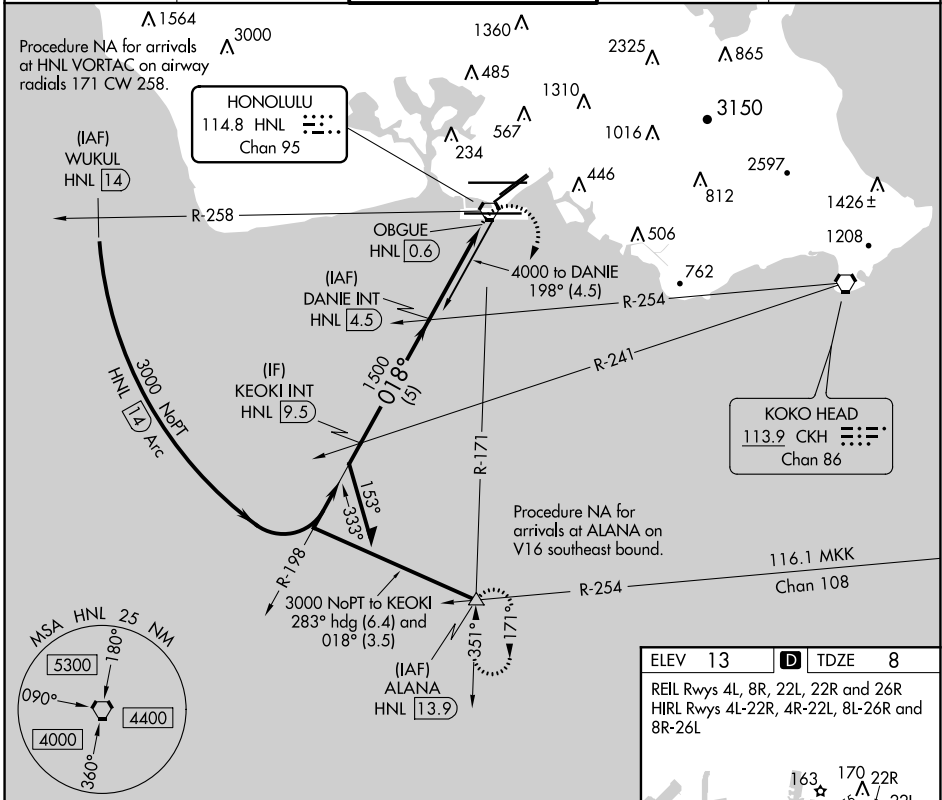 1564
3000
1360
2325
865
Procedure NA for arrivals
at HNL VORTAC on airway
radials 171 CW 258.
485
1310
HONOLULU
114.8 HNL
Chan 95
3150
567
1016
234
(IAF)
WUKUL
HNL 14
446
2597
812
1426 ±
R-258
OBGUE
HNL 0.6
506
1208
4000 to DANIE
198° (4.5)
762
(IAF)
DANIE INT
HNL 4.5
R-254
R-241
1500
018°
(5)
3000 NoPT
HNL 14 Arc
(IF)
KEOKI INT
HNL 9.5
KOKO HEAD
113.9 CKH
Chan 86
R-171
153°
333°
Procedure NA for
arrivals at ALANA on
V16 southeast bound.
116.1 MKK
Chan 108
R-198
R-254
3000 NoPT to KEOKI
283° hdg (6.4) and
018° (3.5)
351°
171°
(IAF)
ALANA
HNL 13.9
MSA HNL 25 NM
180°
5300
090°
4400
4000
360°
ELEV 13 D TDZE 8
REIL Rwys 4L, 8R, 22L, 22R and 26R
HIRL Rwys 4L-22R, 4R-22L, 8L-26R and
8R-26L
163
170
22R
22L